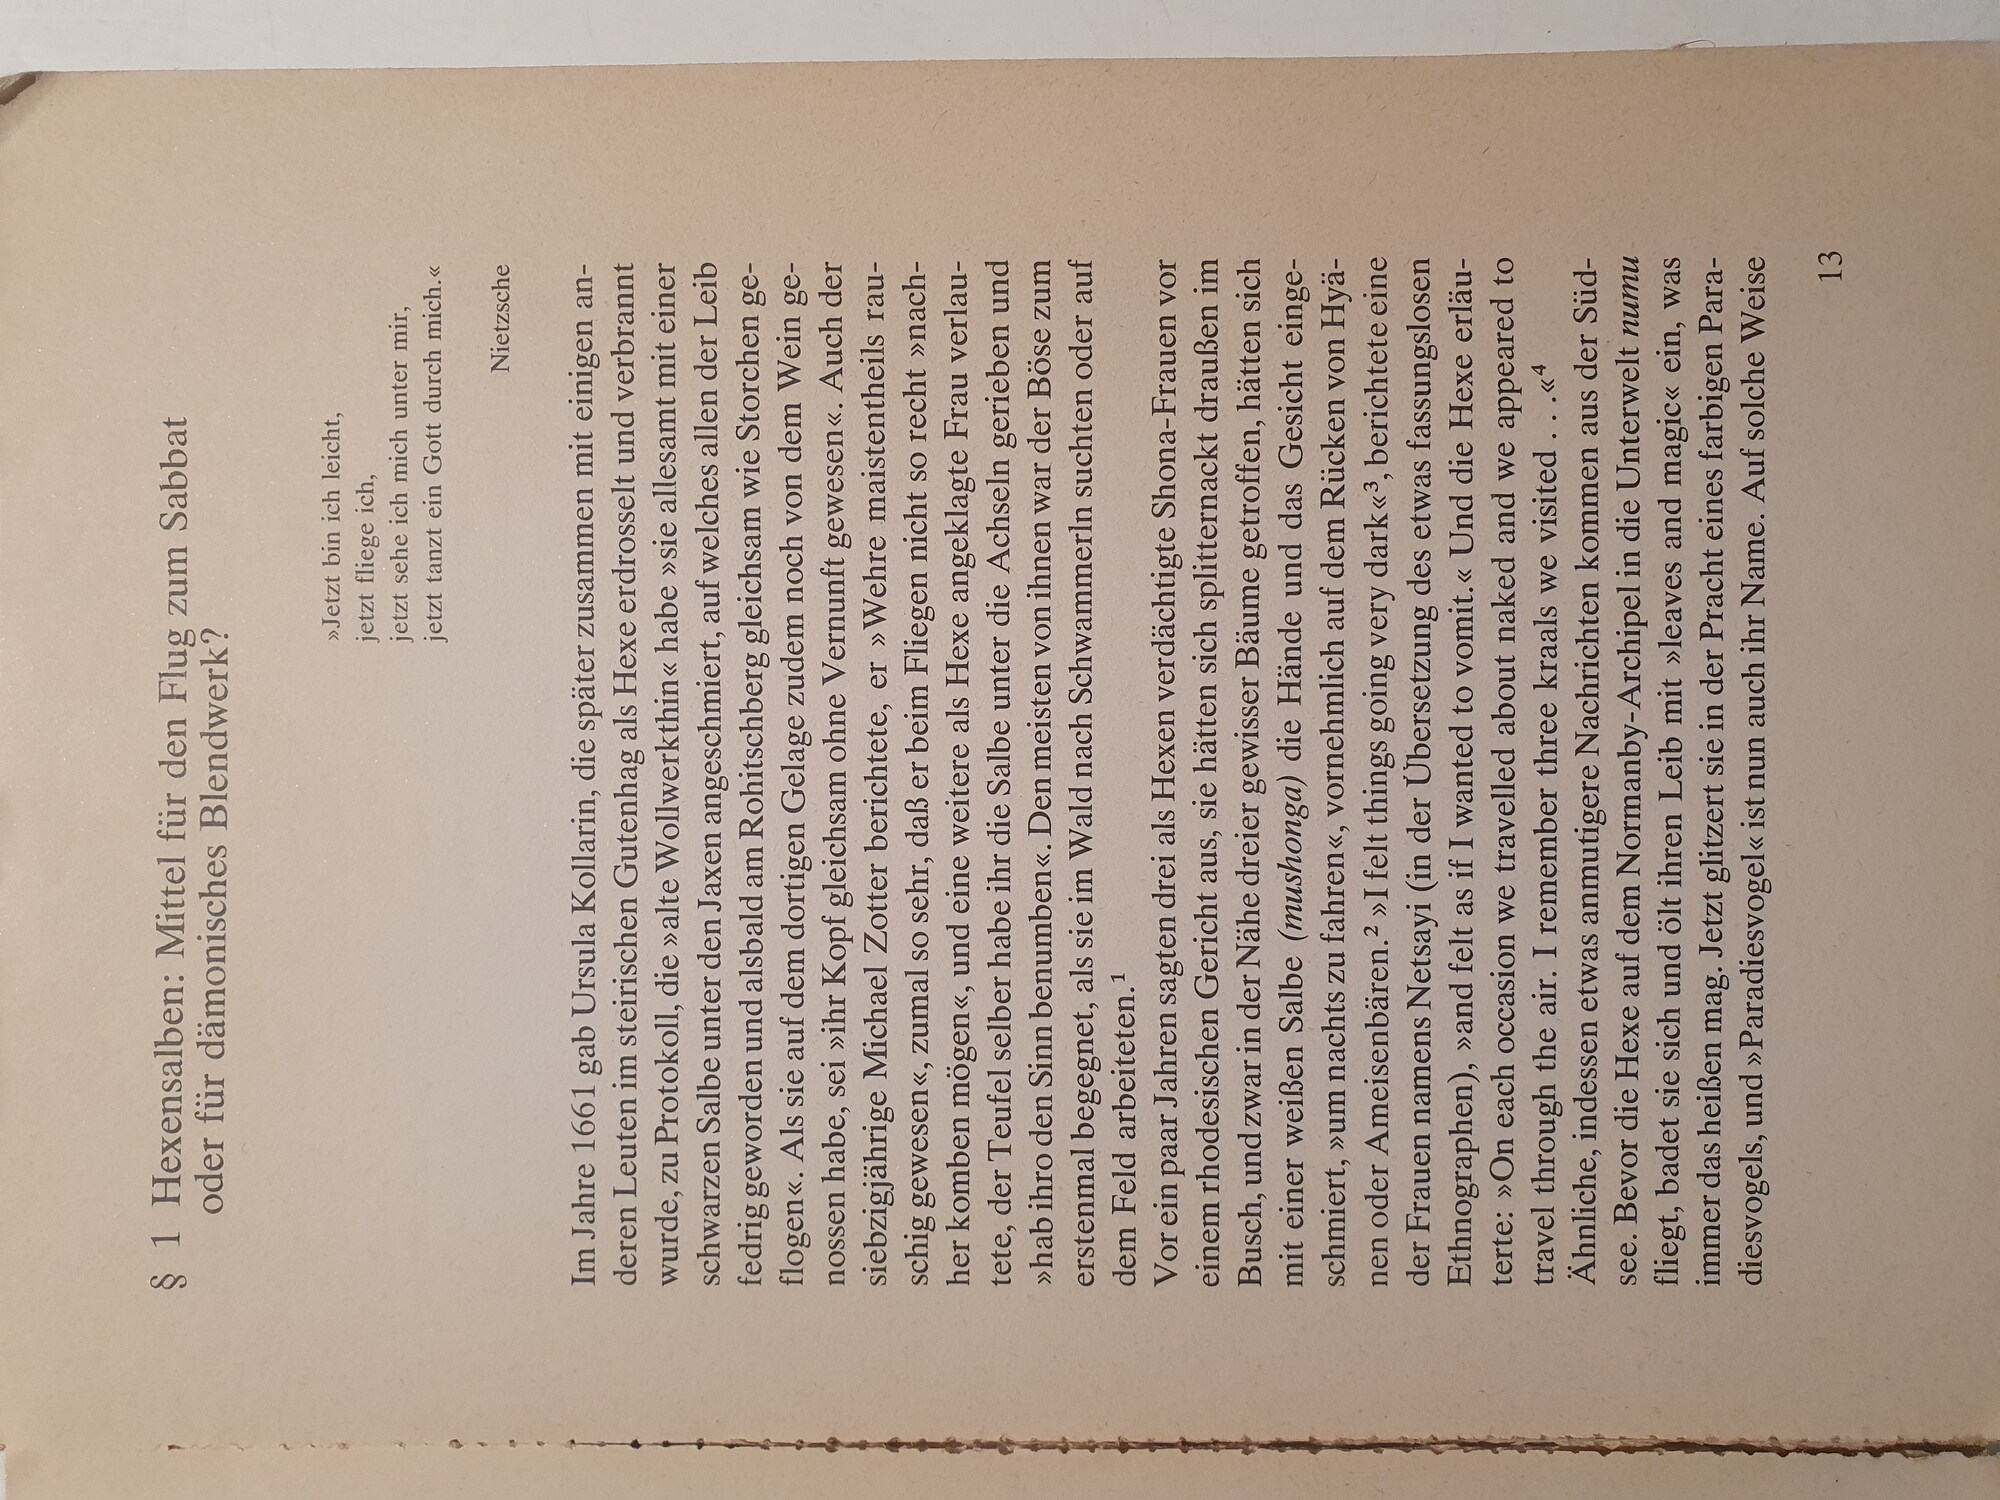 § 1 Hexensalben: Mittel für den Flug zum Sabbat
oder für dämonisches Blendwerk?
»Jetzt bin ich leicht,
jetzt fliege ich,
jetzt sehe ich mich unter mir,
jetzt tanzt ein Gott durch mich.«
Nietzsche
Im Jahre 1661 gab Ursula Kollarin, die später zusammen mit einigen an-
deren Leuten im steirischen Gutenhag als Hexe erdrosselt und verbrannt
wurde, zu Protokoll, die »alte Wollwerkthin« habe »sie allesamt mit einer
schwarzen Salbe unter den Jaxen angeschmiert, auf welches allen der Leib
fedrig geworden und alsbald am Rohitschberg gleichsam wie Storchen ge-
flogen«. Als sie auf dem dortigen Gelage zudem noch von dem Wein ge-
nossen habe, sei »ihr Kopf gleichsam ohne Vernunft gewesen«. Auch der
siebzigjährige Michael Zotter berichtete, er »Wehre maistentheils rau-
schig gewesen«, zumal so sehr, daß er beim Fliegen nicht so recht »nach-
her komben mögen«, und eine weitere als Hexe angeklagte Frau verlau-
tete, der Teufel selber habe ihr die Salbe unter die Achseln gerieben und
»hab ihro den Sinn benumben«. Den meisten von ihnen war der Böse zum
erstenmal begegnet, als sie im Wald nach Schwammerln suchten oder auf
dem Feld arbeiteten.¹
Vor ein paar Jahren sagten drei als Hexen verdächtigte Shona-Frauen vor
einem rhodesischen Gericht aus, sie hätten sich splitternackt draußen im
Busch, und zwar in der Nähe dreier gewisser Bäume getroffen, hätten sich
mit einer weißen Salbe (mushonga) die Hände und das Gesicht einge-
schmiert, »um nachts zu fahren«, vornehmlich auf dem Rücken von Hyä-
nen oder Ameisenbären.² »I felt things going very dark«³, berichtete eine
der Frauen namens Netsayi (in der Übersetzung des etwas fassungslosen
Ethnographen), »and felt as if I wanted to vomit.« Und die Hexe erläu-
terte: »On each occasion we travelled about naked and we appeared to
travel through the air. I remember three kraals we visited . . .«⁴
Ähnliche, indessen etwas anmutigere Nachrichten kommen aus der Süd-
see. Bevor die Hexe auf dem Normanby-Archipel in die Unterwelt numu
fliegt, badet sie sich und ölt ihren Leib mit »leaves and magic« ein, was
immer das heißen mag. Jetzt glitzert sie in der Pracht eines farbigen Para-
diesvogels, und »Paradiesvogel« ist nun auch ihr Name. Auf solche Weise
13